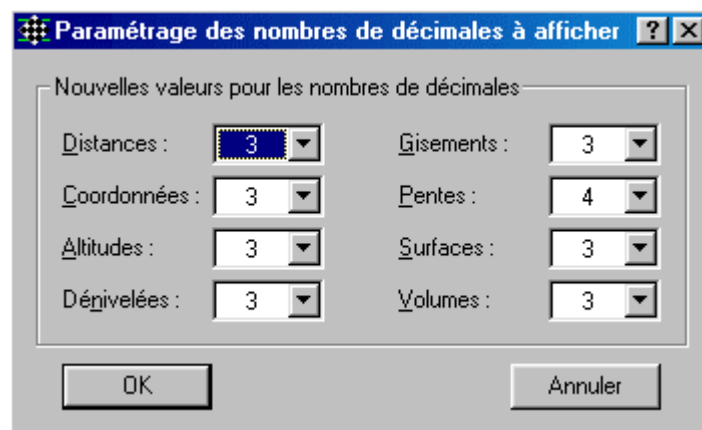 Paramétrage des nombres de décimales à afficher ? ×
Nouvelles valeurs pour les nombres de décimales
Distances : 3 Gisements : 3
Coordonnées : 3 Pentes : 4
Altitudes : 3 Surfaces : 3
Dénivelées : 3 Volumes : 3
OK Annuler